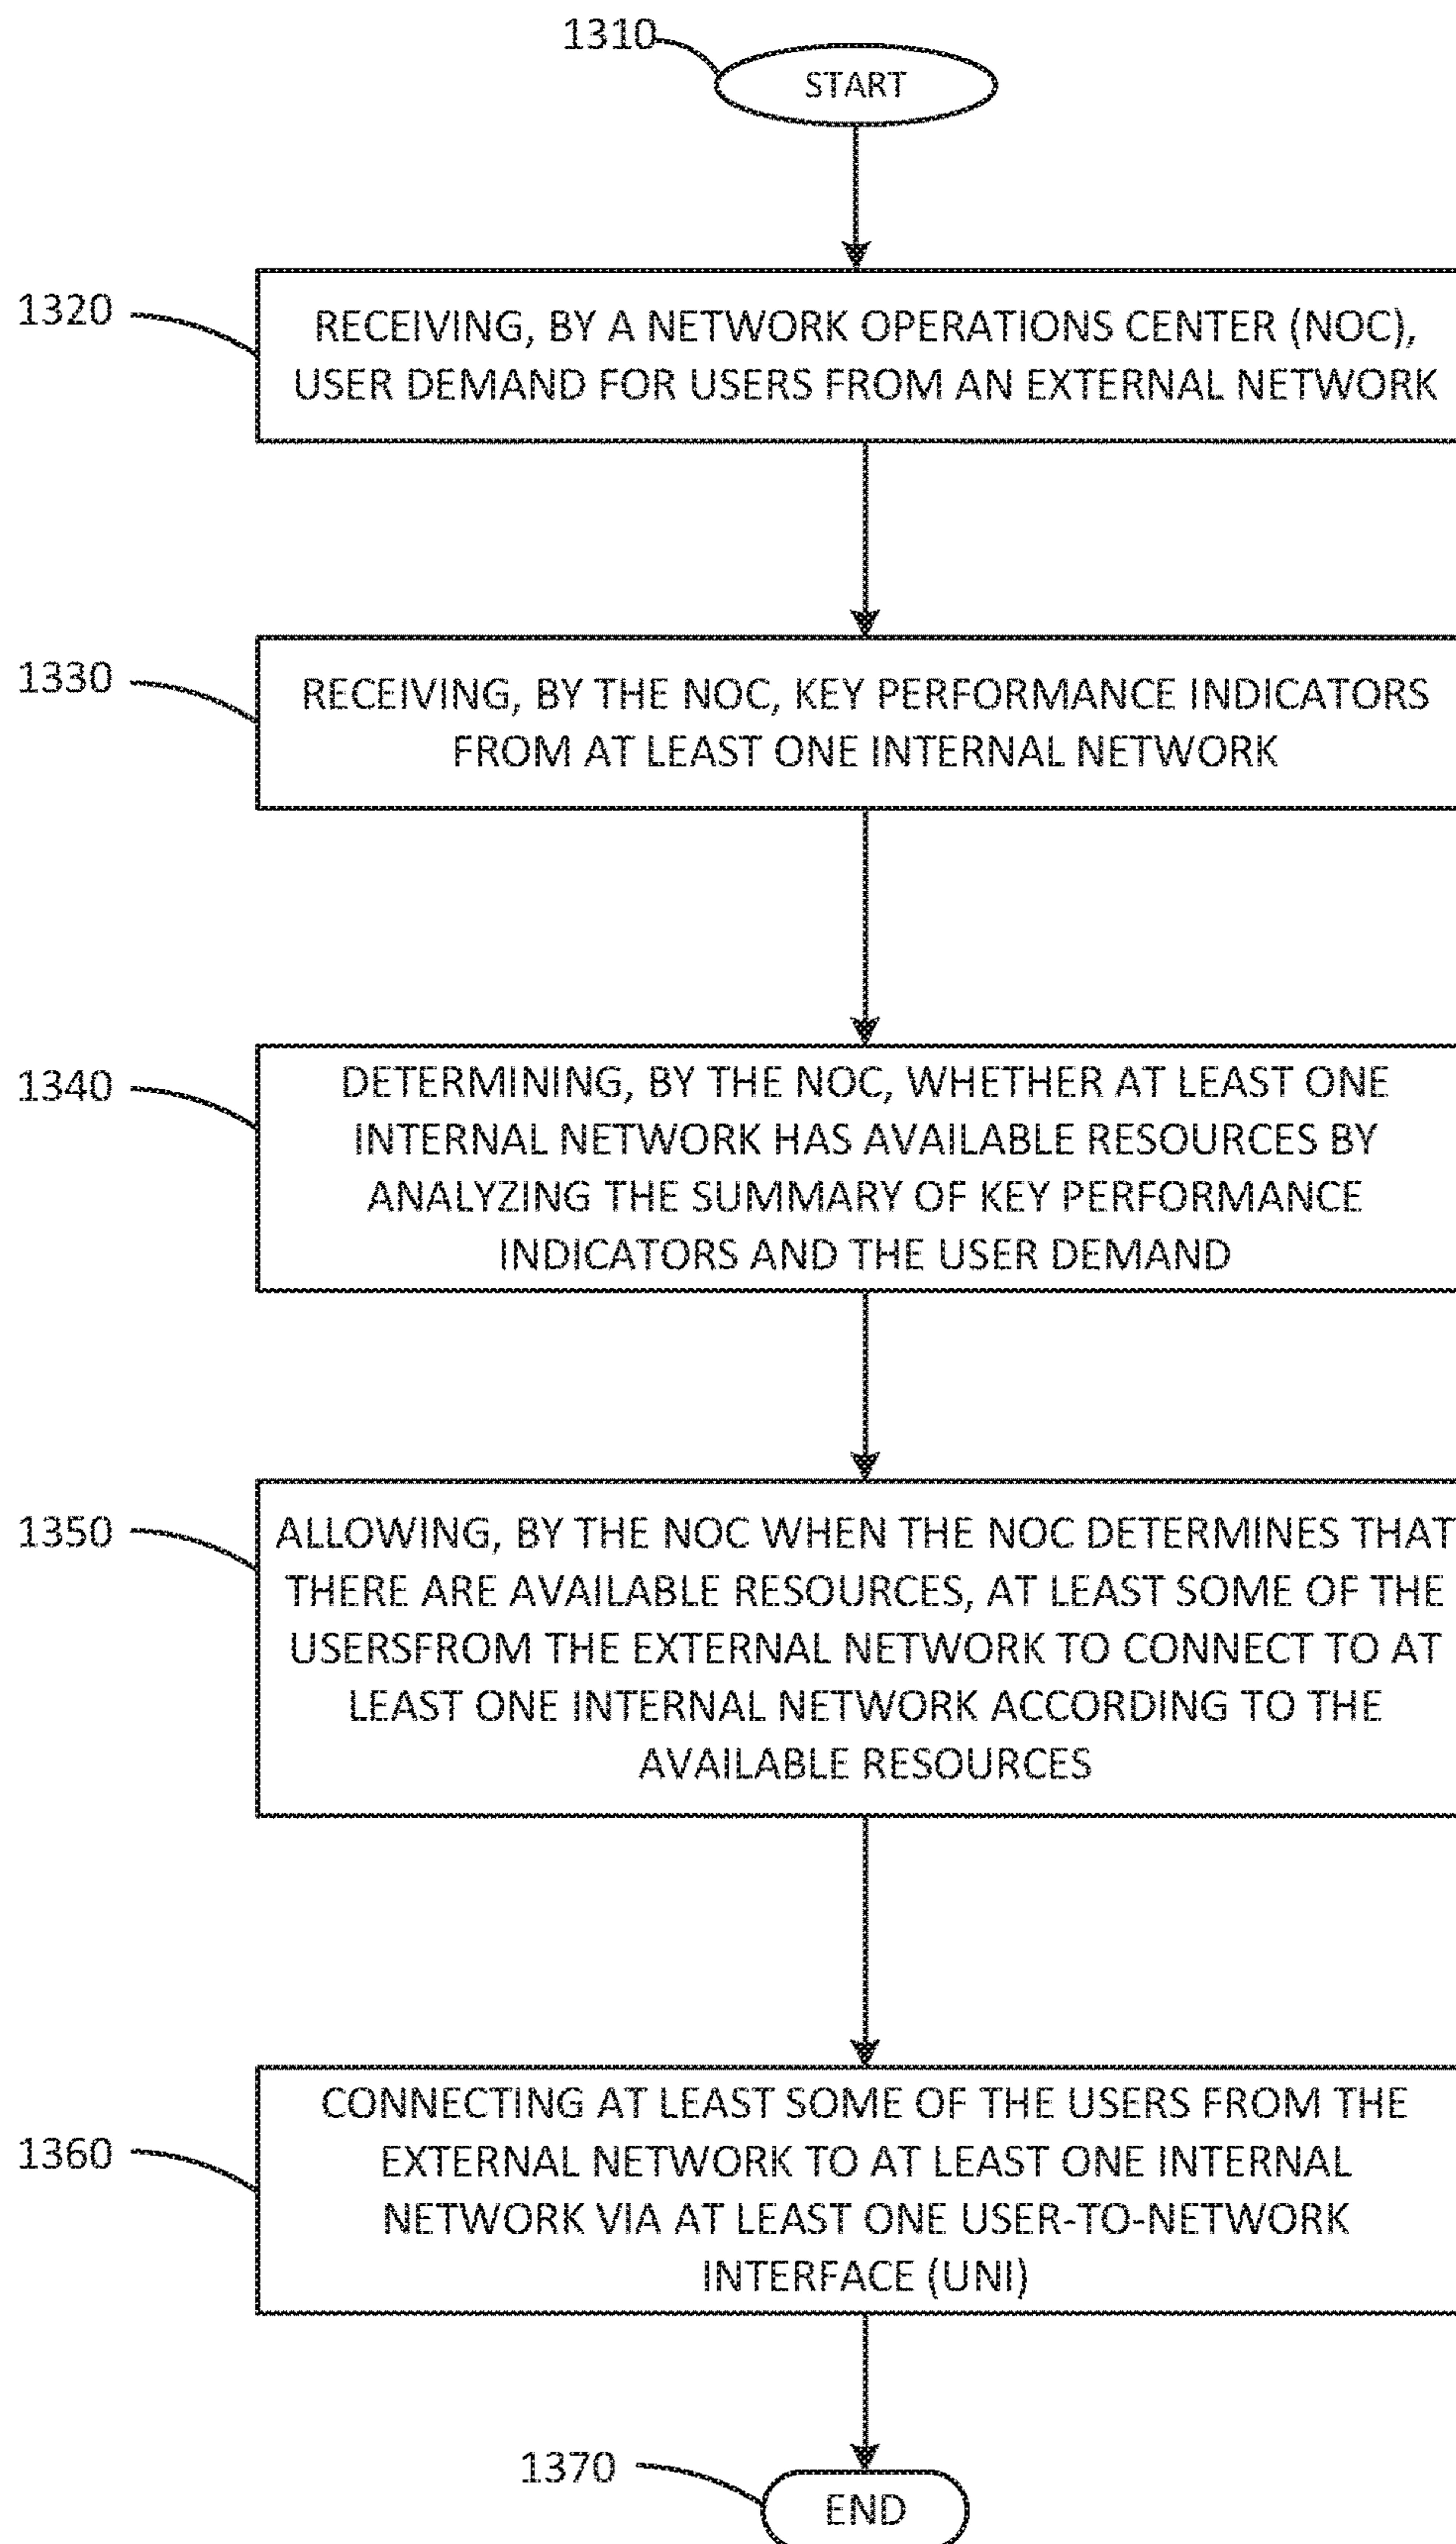 1310
START
1320
RECEIVING, BY A NETWORK OPERATIONS CENTER (NOC),
USER DEMAND FOR USERS FROM AN EXTERNAL NETWORK
1330
RECEIVING, BY THE NOC, KEY PERFORMANCE INDICATORS
FROM AT LEAST ONE INTERNAL NETWORK
1340
DETERMINING, BY THE NOC, WHETHER AT LEAST ONE
INTERNAL NETWORK HAS AVAILABLE RESOURCES BY
ANALYZING THE SUMMARY OF KEY PERFORMANCE
INDICATORS AND THE USER DEMAND
1350
ALLOWING, BY THE NOC WHEN THE NOC DETERMINES THAT
THERE ARE AVAILABLE RESOURCES, AT LEAST SOME OF THE
USERSFROM THE EXTERNAL NETWORK TO CONNECT TO AT
LEAST ONE INTERNAL NETWORK ACCORDING TO THE
AVAILABLE RESOURCES
1360
CONNECTING AT LEAST SOME OF THE USERS FROM THE
EXTERNAL NETWORK TO AT LEAST ONE INTERNAL
NETWORK VIA AT LEAST ONE USER-TO-NETWORK
INTERFACE (UNI)
1370
END